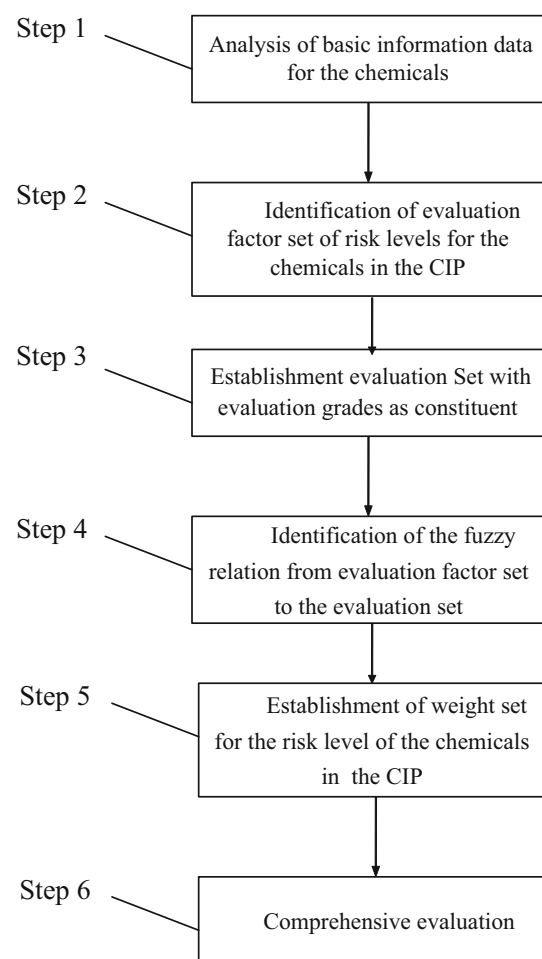 Step 1
Analysis of basic information data
for the chemicals
Step 2
Identification of evaluation
factor set of risk levels for the
chemicals in the CIP
Step 3
Establishment evaluation Set with
evaluation grades as constituent
Step 4
Identification of the fuzzy
relation from evaluation factor set
to the evaluation set
Step 5
Establishment of weight set
for the risk level of the chemicals
in the CIP
Step 6
Comprehensive evaluation